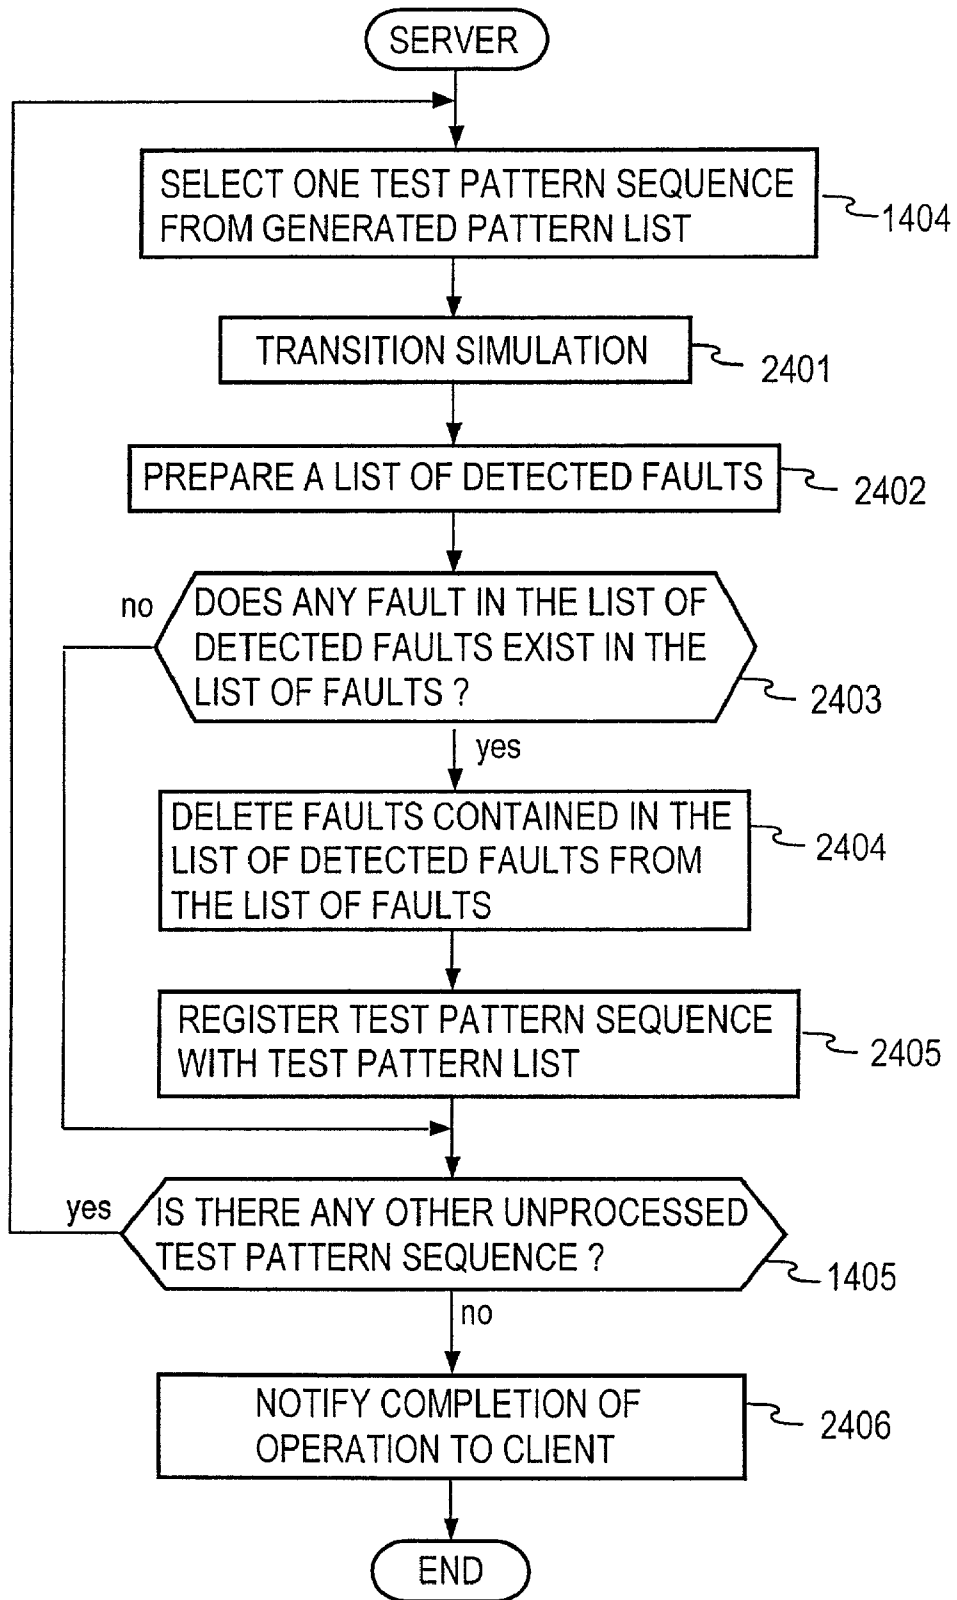 SERVER
SELECT ONE TEST PATTERN SEQUENCE
FROM GENERATED PATTERN LIST
1404
TRANSITION SIMULATION
2401
PREPARE A LIST OF DETECTED FAULTS
2402
no
DOES ANY FAULT IN THE LIST OF
DETECTED FAULTS EXIST IN THE
LIST OF FAULTS ?
2403
yes
DELETE FAULTS CONTAINED IN THE
LIST OF DETECTED FAULTS FROM
THE LIST OF FAULTS
2404
REGISTER TEST PATTERN SEQUENCE
WITH TEST PATTERN LIST
2405
yes
IS THERE ANY OTHER UNPROCESSED
TEST PATTERN SEQUENCE ?
1405
no
NOTIFY COMPLETION OF
OPERATION TO CLIENT
2406
END